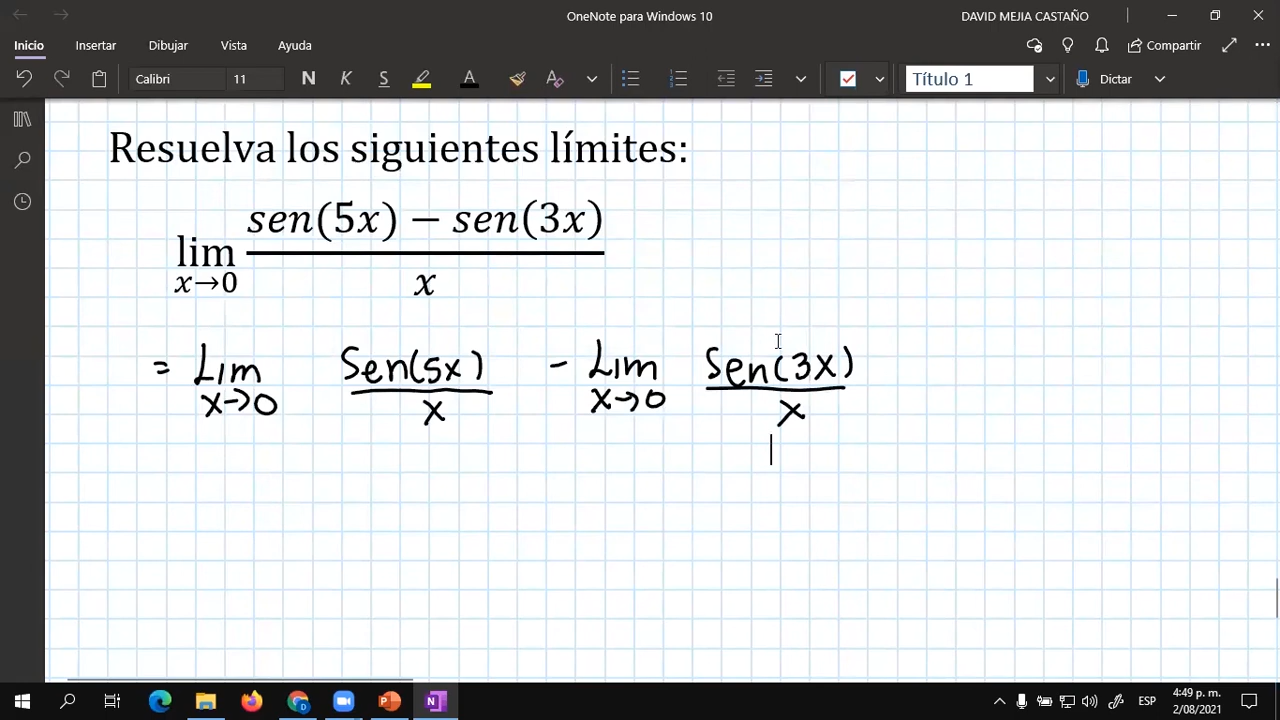 OneNote para Windows 10
DAVID MEJIA CASTAÑO
Inicio Insertar Dibujar Vista Ayuda
Compartir
Calibri 11 N K S A Título 1 Dictar
Resuelva los siguientes límites:
lim x→0 sen(5x) − sen(3x) / x
= Lim x→0 Sen(5x) / x - Lim x→0 Sen(3x) / x
ESP 4:49 p. m. 2/08/2021